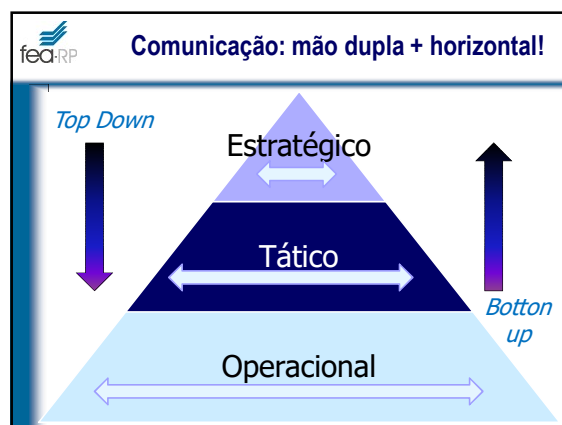 fea-RP
Comunicação: mão dupla + horizontal!
Top Down
Estratégico
Tático
Botton
up
Operacional